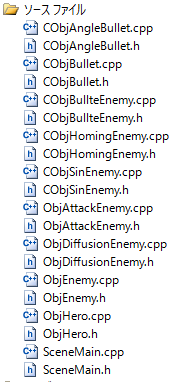 ソース ファイル
CObjAngleBullet.cpp
CObjAngleBullet.h
CObjBullet.cpp
CObjBullet.h
CObjBullteEnemy.cpp
CObjBullteEnemy.h
CObjHomingEnemy.cpp
CObjHomingEnemy.h
CObjSinEnemy.cpp
CObjSinEnemy.h
ObjAttackEnemy.cpp
ObjAttackEnemy.h
ObjDiffusionEnemy.cpp
ObjDiffusionEnemy.h
ObjEnemy.cpp
ObjEnemy.h
ObjHero.cpp
ObjHero.h
SceneMain.cpp
SceneMain.h